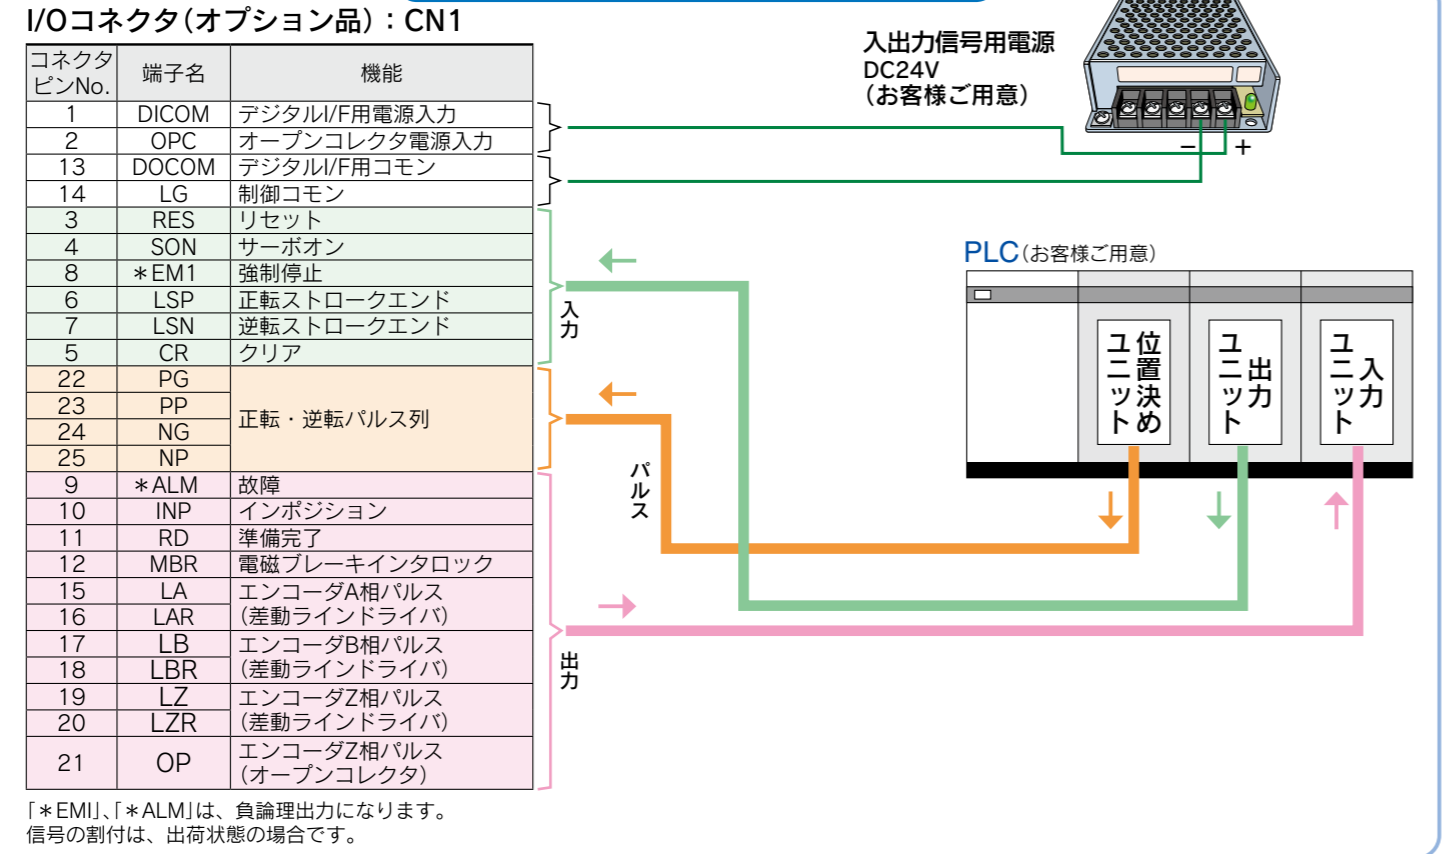 I/Oコネクタ(オプション品):CN1
コネクタピンNo. 端子名 機能
1 DICOM デジタルI/F用電源入力
2 OPC オープンコレクタ電源入力
13 DOCOM デジタルI/F用コモン
14 LG 制御コモン
3 RES リセット
4 SON サーボオン
8 *EM1 強制停止
6 LSP 正転ストロークエンド
7 LSN 逆転ストロークエンド
5 CR クリア
22 PG 正転・逆転パルス列
23 PP
24 NG
25 NP
9 *ALM 故障
10 INP インポジション
11 RD 準備完了
12 MBR 電磁ブレーキインタロック
15 LA エンコーダA相パルス
16 LAR (差動ラインドライバ)
17 LB エンコーダB相パルス
18 LBR (差動ラインドライバ)
19 LZ エンコーダZ相パルス
20 LZR (差動ラインドライバ)
21 OP エンコーダZ相パルス
(オープンコレクタ)
「*EMI」、「*ALM」は、負論理出力になります。
信号の割付は、出荷状態の場合です。
入力
パルス
出力
入出力信号用電源
DC24V
(お客様ご用意)
− +
PLC(お客様ご用意)
位置決め
ユニット
出力
ユニット
入力
ユニット